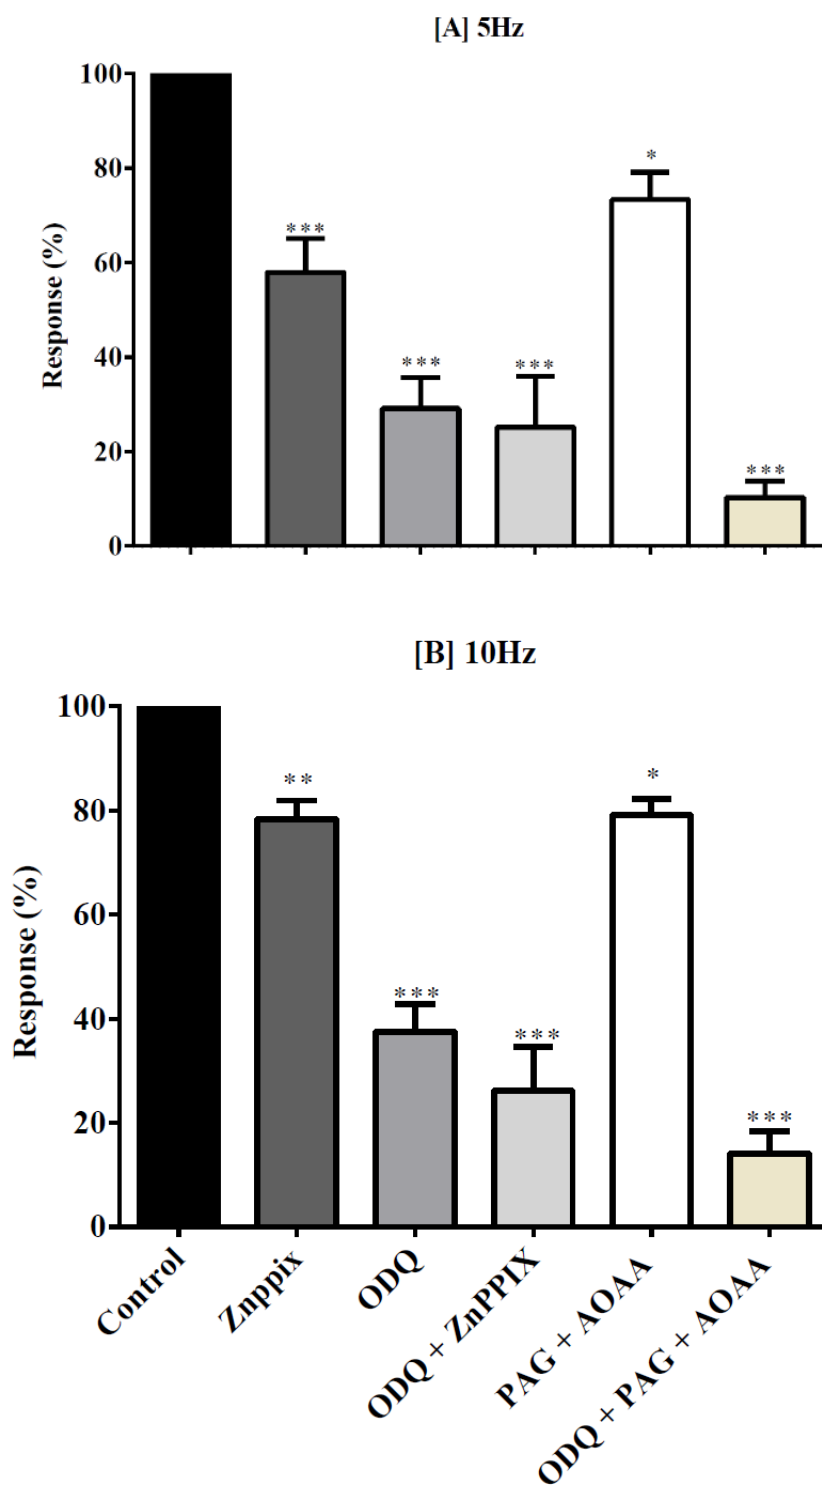 [A] 5Hz
Response (%)
100
80
60
40
20
0
***
***
***
*
***
[B] 10Hz
Response (%)
100
80
60
40
20
0
**
***
***
*
***
Control
Znppix
ODQ
ODQ + ZnPPIX
PAG + AOAA
ODQ + PAG + AOAA